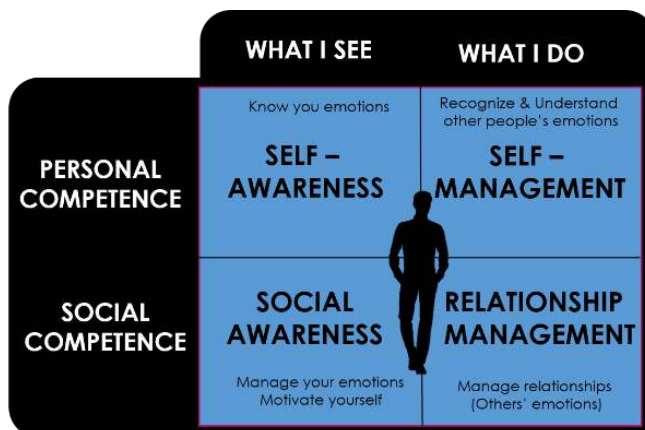 WHAT I SEE
WHAT I DO
PERSONAL
COMPETENCE
Know you emotions
SELF –
AWARENESS
Recognize & Understand
other people's emotions
SELF –
MANAGEMENT
SOCIAL
COMPETENCE
SOCIAL
AWARENESS
Manage your emotions
Motivate yourself
RELATIONSHIP
MANAGEMENT
Manage relationships
(Others' emotions)